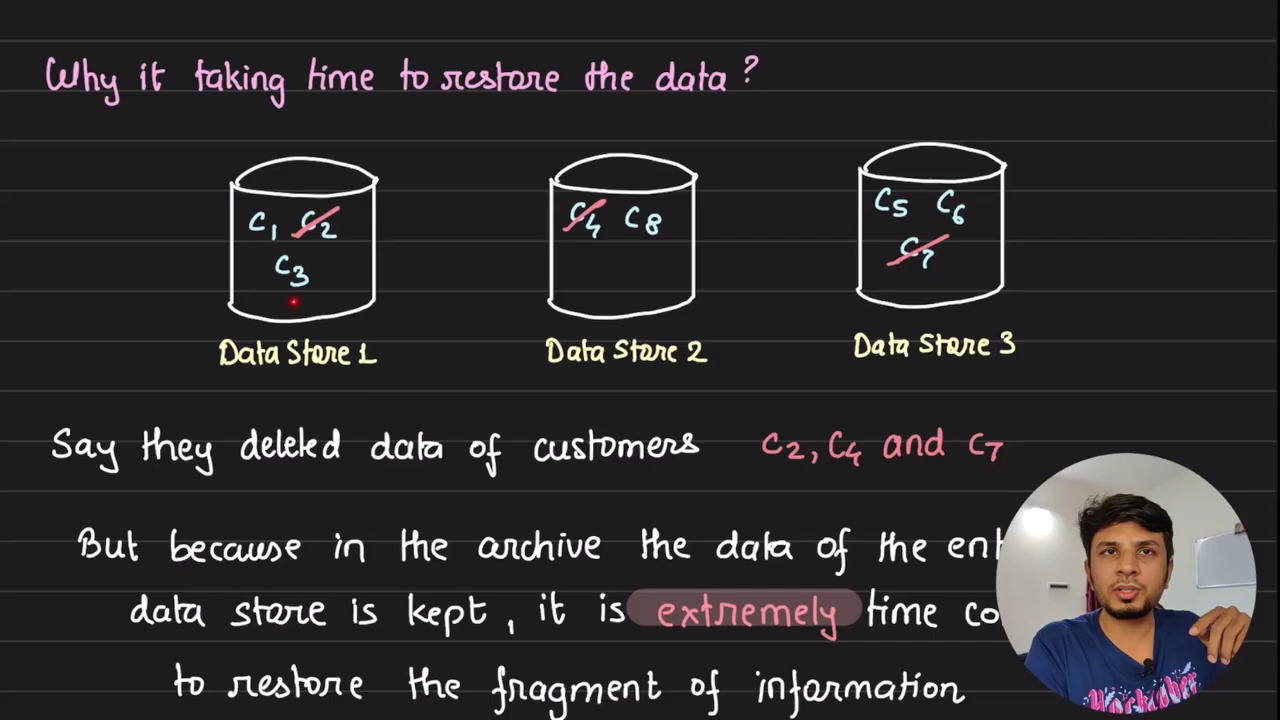 Why it taking time to restore the data?
C1 C2
C3
C4 C8
C5 C6
C7
Data Store 1
Data Store 2
Data Store 3
Say they deleted data of customers C2, C4 and C7
But because in the archive the data of the
data store is kept, it is extremely time
to restore the fragment of information